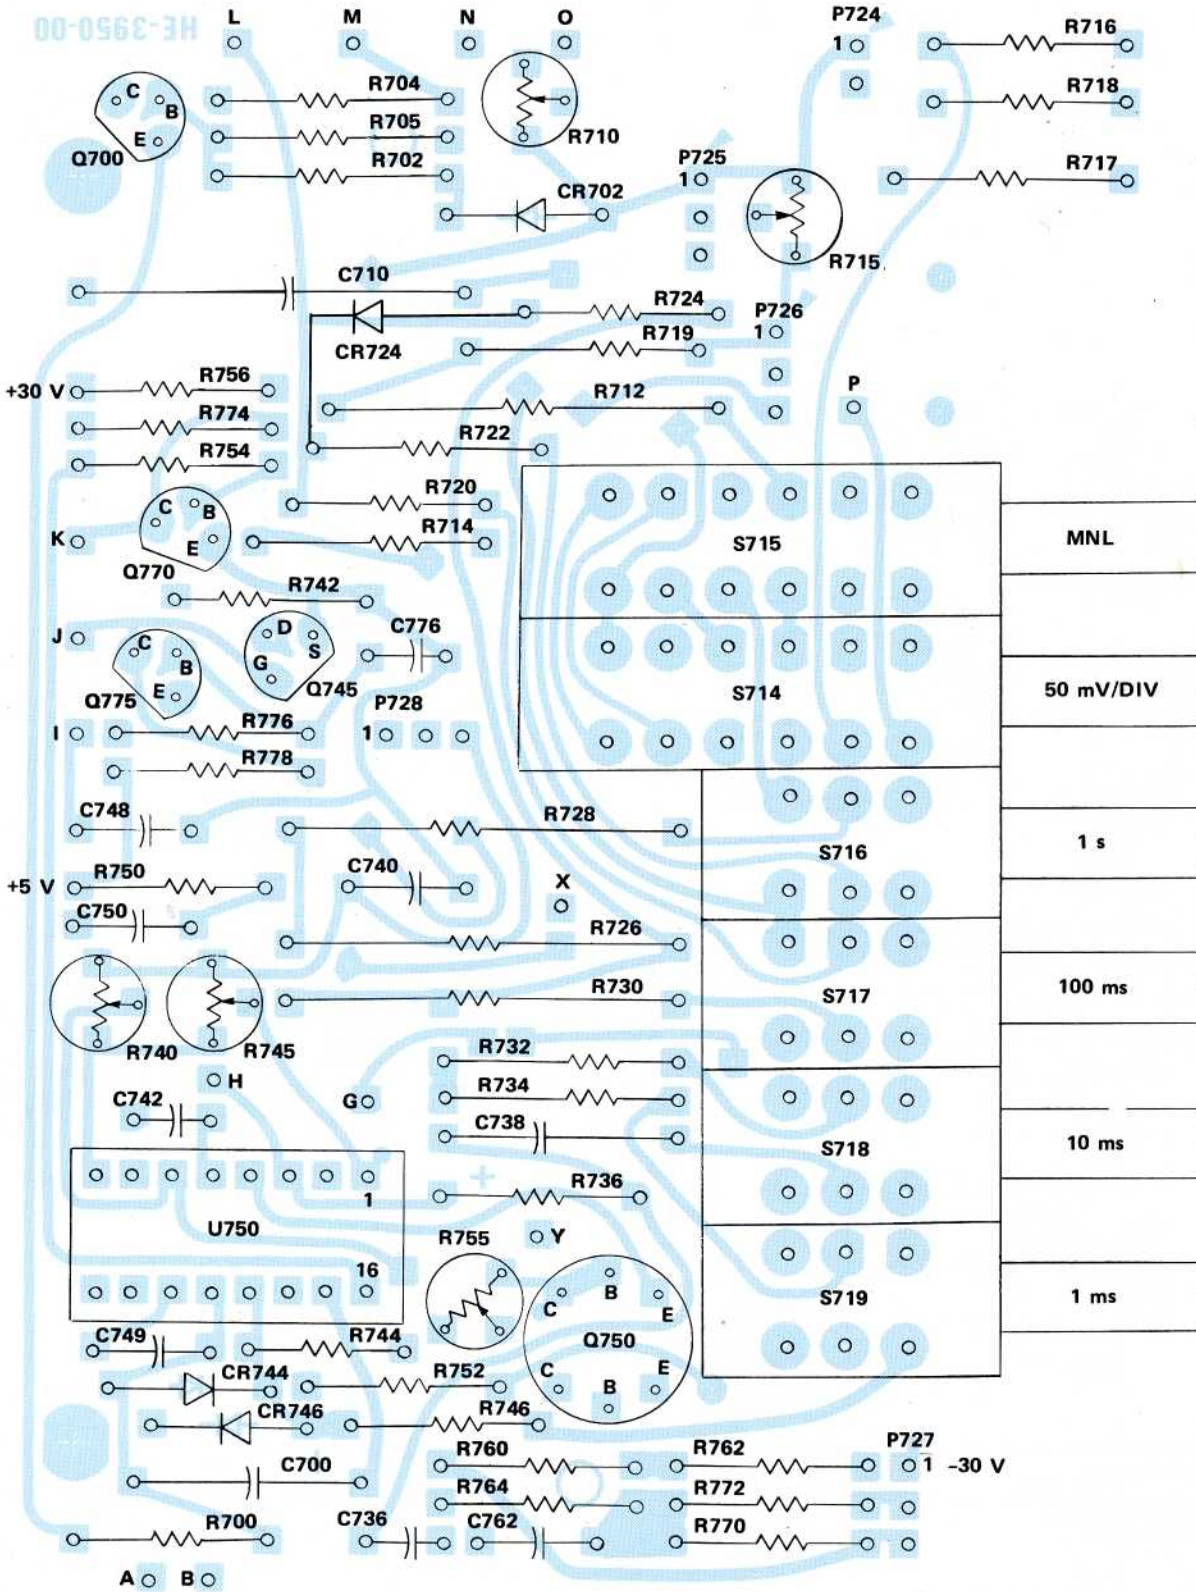 HE-3950-00
L M N O P724
1 R716
C B E Q700 R704 R718
R705 R710
R702 P725 R717
1
CR702
R715
C710
R724 P726
1
CR724 R719
+30 V R756 R712 P
R774 R722
R754
C B E R720
K R714 S715 MNL
Q770
R742
J C B E D S G C776
Q775 Q745 P728 S714 50 mV/DIV
I R776 1
R778
C748 R728
S716 1 s
+5 V R750 C740 X
C750
R726
R740 R745 R730 S717 100 ms
R732
H
C742 G R734
C738 S718 10 ms
1
R736
U750 R755 Y
16 C B E S719 1 ms
C749 R744 Q750
CR744 R752 C B E
CR746 R746
R760 R762 P727
C700 1 -30 V
R764 R772
R700 C736 C762 R770
A B